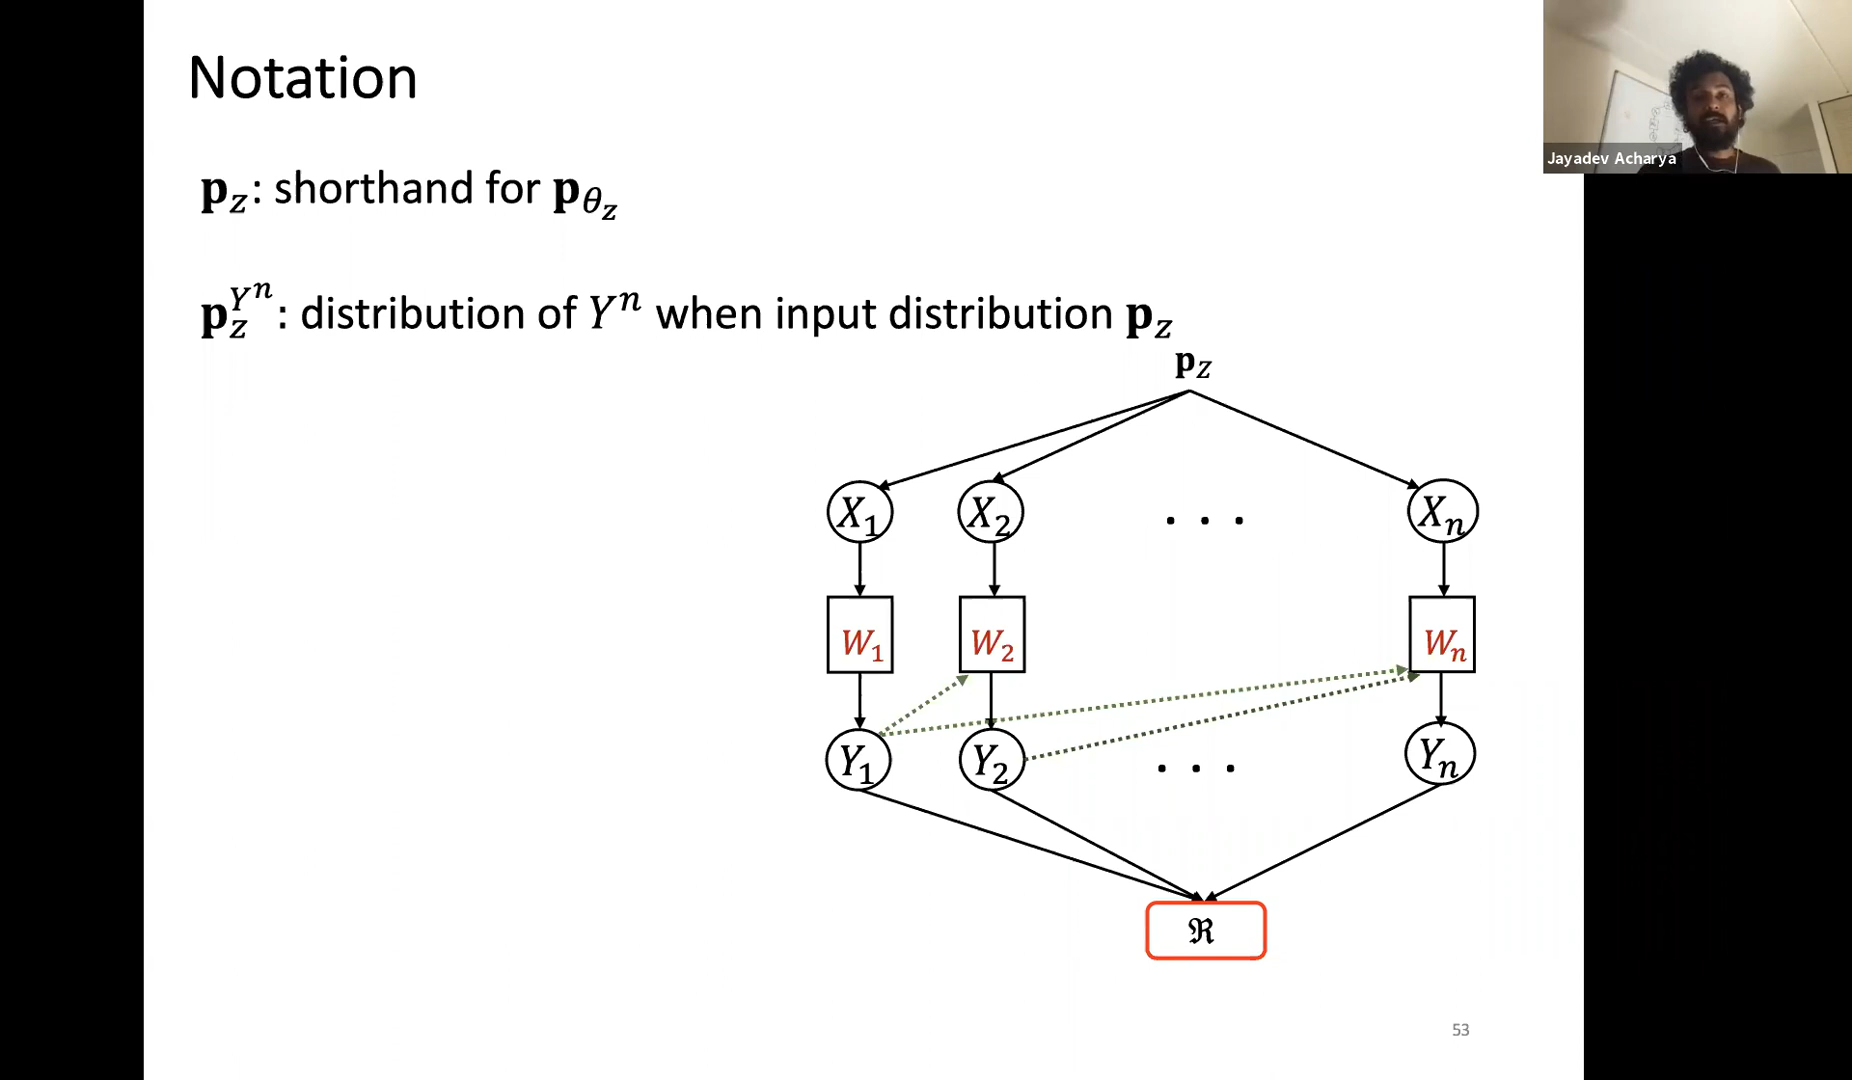 Notation
𝐩_z: shorthand for 𝐩_{θ_z}
𝐩_z^{Y^n}: distribution of Y^n when input distribution 𝐩_z
𝐩_Z
X_1 X_2 . . . X_n
W_1 W_2 W_n
Y_1 Y_2 . . . Y_n
ℜ
53
Jayadev Acharya